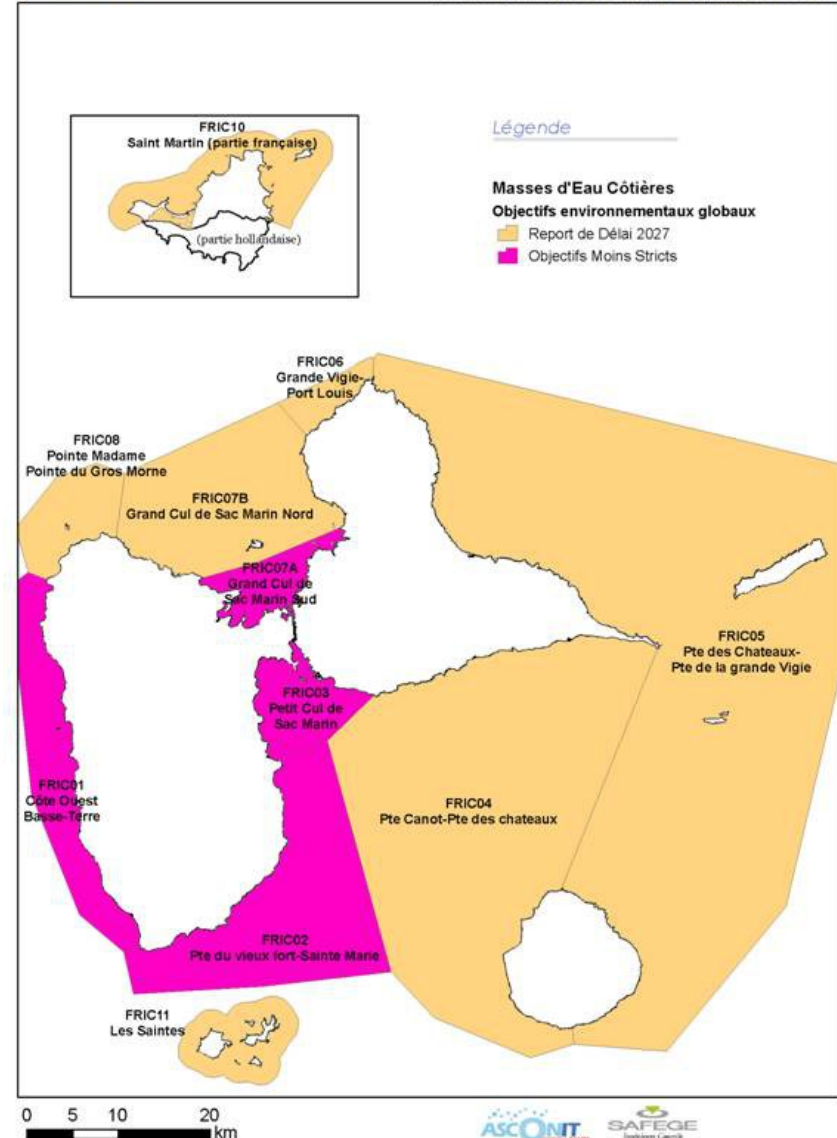 FRIC10
Saint Martin (partie française)
(partie hollandaise)
Légende
Masses d'Eau Côtières
Objectifs environnementaux globaux
Report de Délai 2027
Objectifs Moins Stricts
FRIC06
Grande Vigie-
Port Louis
FRIC08
Pointe Madame
Pointe du Gros Morne
FRIC07B
Grand Cul de Sac Marin Nord
FRIC07A
Grand Cul de
Sac Marin Sud
FRIC05
Pte des Chateaux-
Pte de la grande Vigie
FRIC03
Petit Cul de
Sac Marin
FRIC01
Côte Ouest
Basse-Terre
FRIC04
Pte Canot-Pte des chateaux
FRIC02
Pte du vieux fort-Sainte Marie
FRIC11
Les Saintes
0 5 10 20
km
ASCONIT
SAFEGE